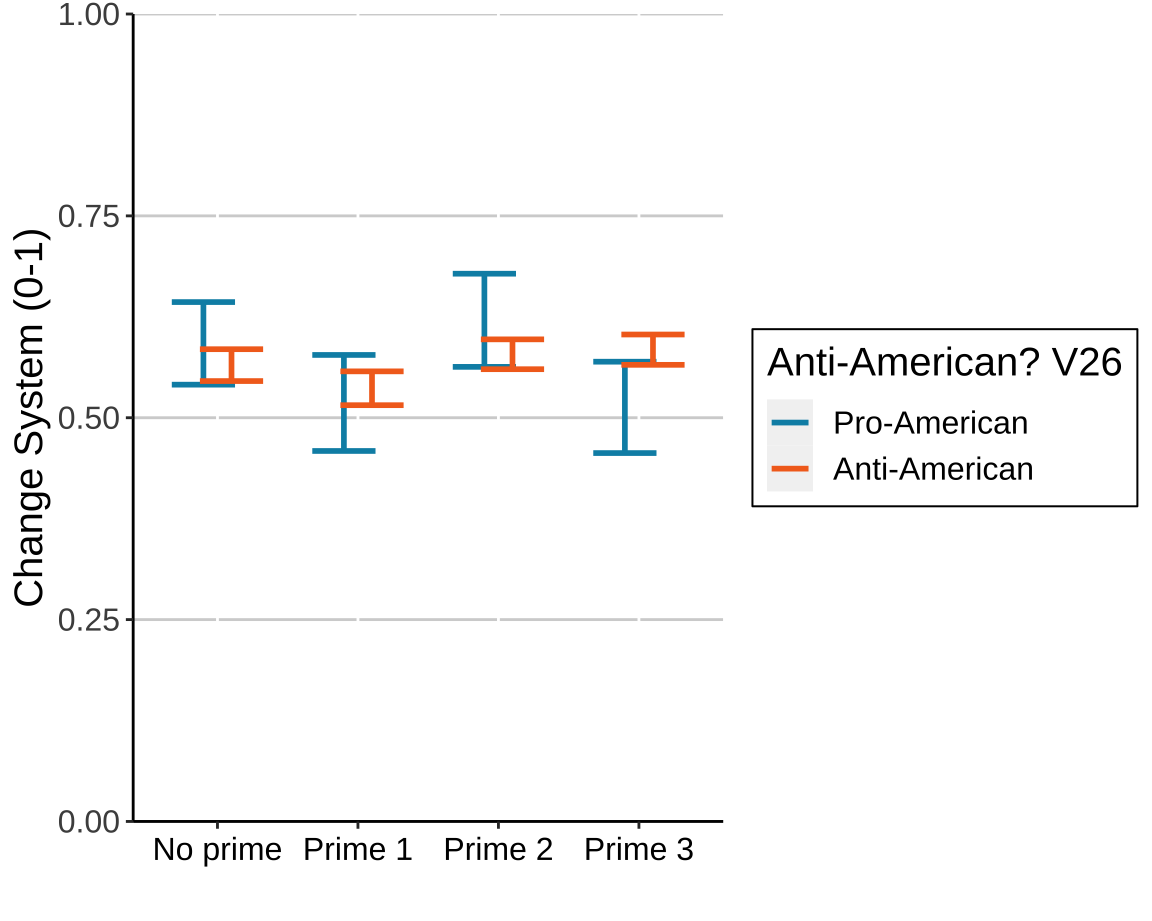 Change System (0-1)
1.00
0.75
0.50
0.25
0.00
No prime
Prime 1
Prime 2
Prime 3
Anti-American? V26
Pro-American
Anti-American